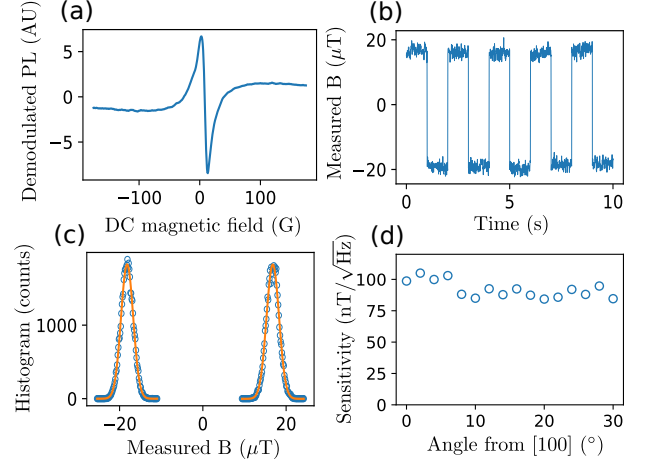 (a)
Demodulated PL (AU)
5
0
−5
−100
0
100
DC magnetic field (G)
(b)
Measured B (μT)
20
0
−20
0
5
10
Time (s)
(c)
Histogram (counts)
1000
0
−20
0
20
Measured B (μT)
(d)
Sensitivity (nT/√Hz)
100
75
50
25
0
0
10
20
30
Angle from [100] (°)